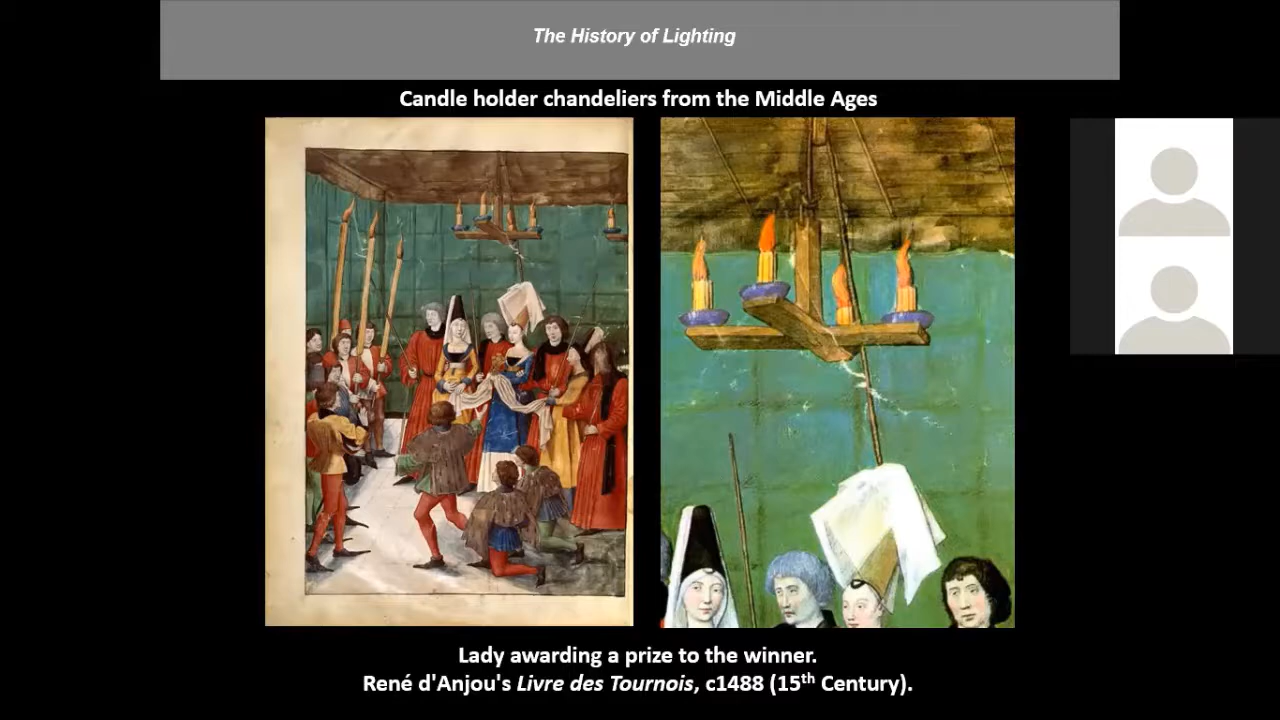 The History of Lighting
Candle holder chandeliers from the Middle Ages
Lady awarding a prize to the winner.
René d'Anjou's Livre des Tournois, c1488 (15th Century).